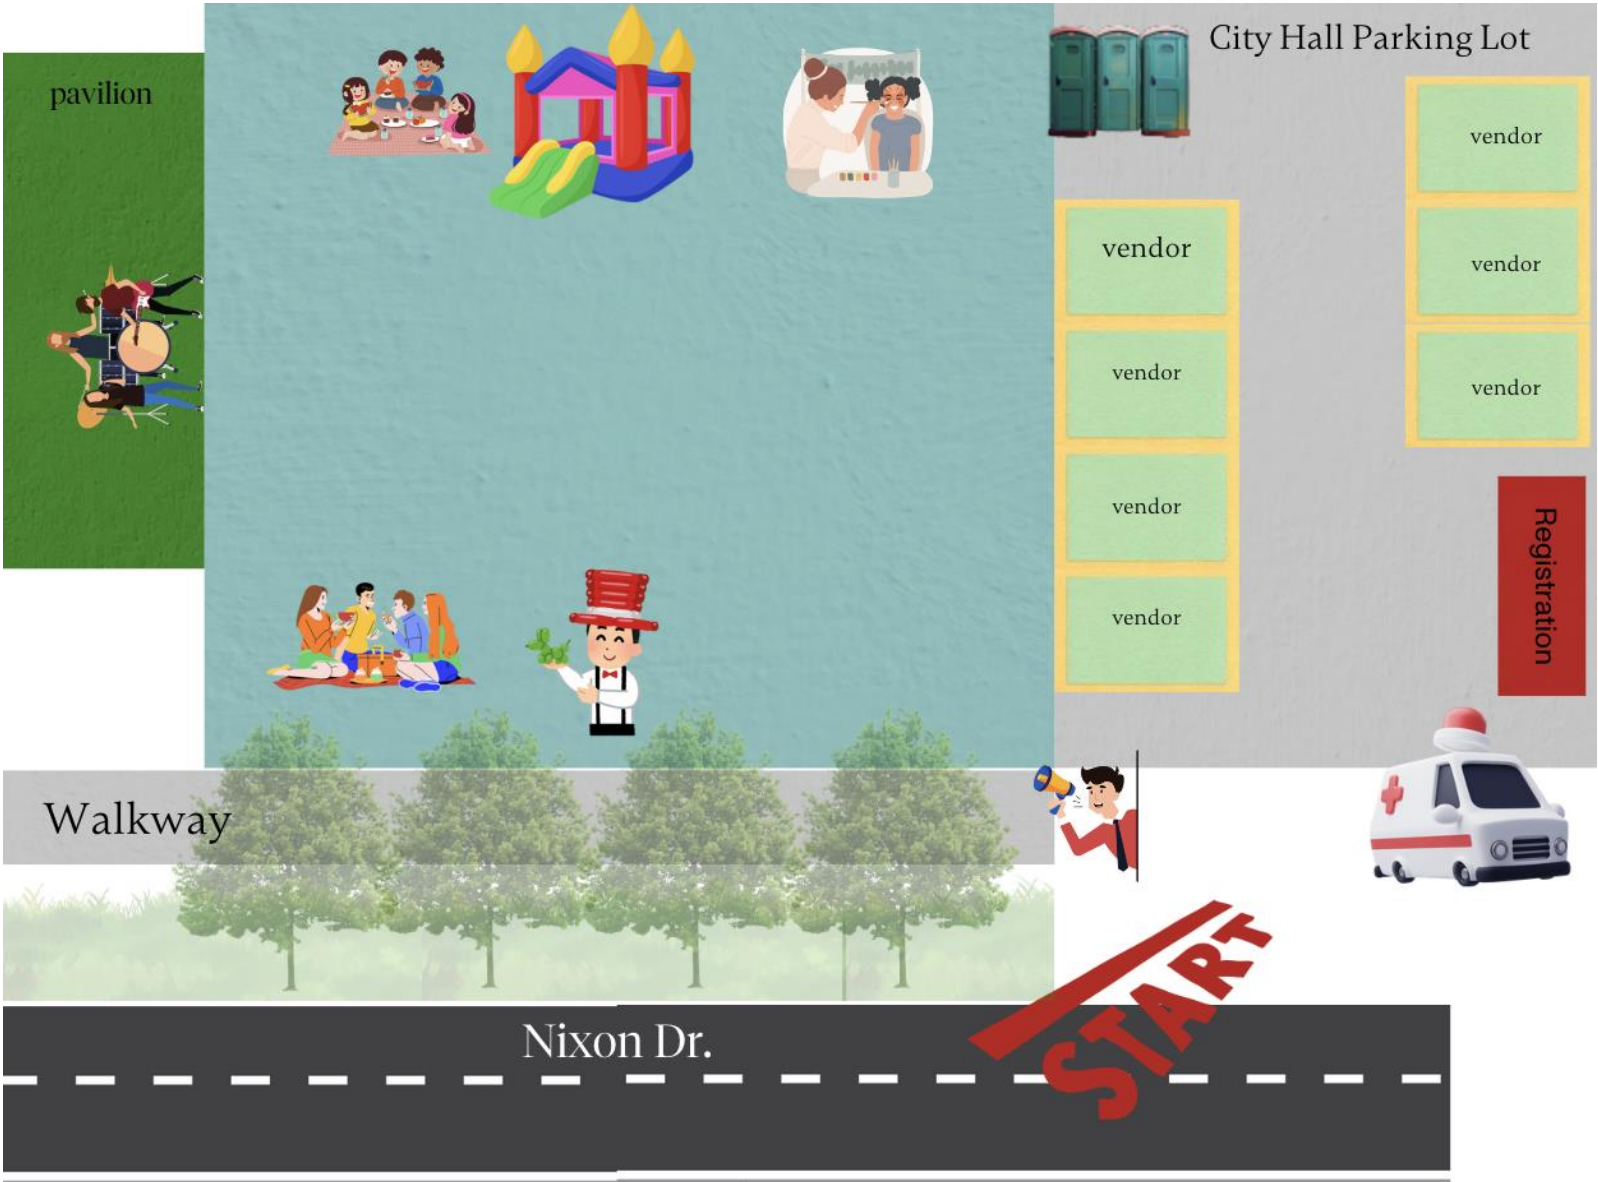 City Hall Parking Lot
pavilion
vendor
vendor
vendor
vendor
vendor
vendor
vendor
Registration
Walkway
START
Nixon Dr.